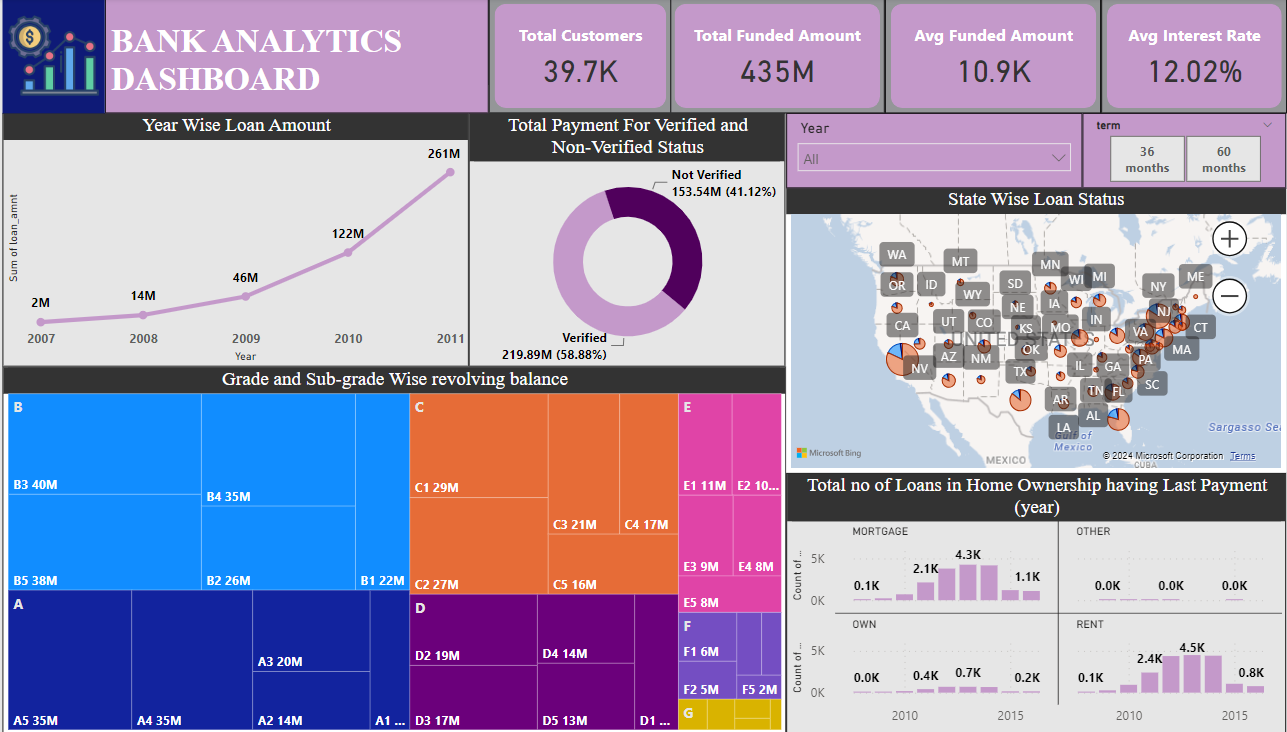 BANK ANALYTICS
DASHBOARD
Total Customers
39.7K
Total Funded Amount
435M
Avg Funded Amount
10.9K
Avg Interest Rate
12.02%
Year Wise Loan Amount
Sum of loan_amnt
2M
14M
46M
122M
261M
2007
2008
2009
2010
2011
Year
Total Payment For Verified and
Non-Verified Status
Not Verified
153.54M (41.12%)
Verified
219.89M (58.88%)
Year
All
term
36
months
60
months
State Wise Loan Status
WA
MT
MN
WI
MI
ME
OR
ID
WY
SD
NY
NE
IA
NJ
CA
UT
CO
KS
MO
IN
VA
CT
UNITED STATES
NV
AZ
NM
OK
MA
TX
IL
GA
PA
AR
TN
FL
SC
LA
AL
Gulf of
Mexico
Sargasso Sea
MEXICO
CUBA
Microsoft Bing
© 2024 Microsoft Corporation
Terms
Grade and Sub-grade Wise revolving balance
B
B3 40M
B5 38M
B4 35M
B2 26M
B1 22M
A
A5 35M
A4 35M
A3 20M
A2 14M
A1 ...
C
C1 29M
C2 27M
C3 21M
C4 17M
C5 16M
D
D2 19M
D3 17M
D4 14M
D5 13M
D1 ...
E
E1 11M
E2 10...
E3 9M
E4 8M
E5 8M
F
F1 6M
F2 5M
F5 2M
G
Total no of Loans in Home Ownership having Last Payment
(year)
MORTGAGE
OTHER
Count of ...
5K
0K
0.1K
2.1K
4.3K
1.1K
0.0K
0.0K
0.0K
OWN
RENT
Count of ...
5K
0K
0.0K
0.4K
0.7K
0.2K
0.1K
2.4K
4.5K
0.8K
2010
2015
2010
2015